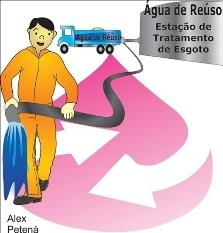 Água de Reúso
Estação de
Tratamento
de Esgoto
Água de Reúso
Alex
Petená